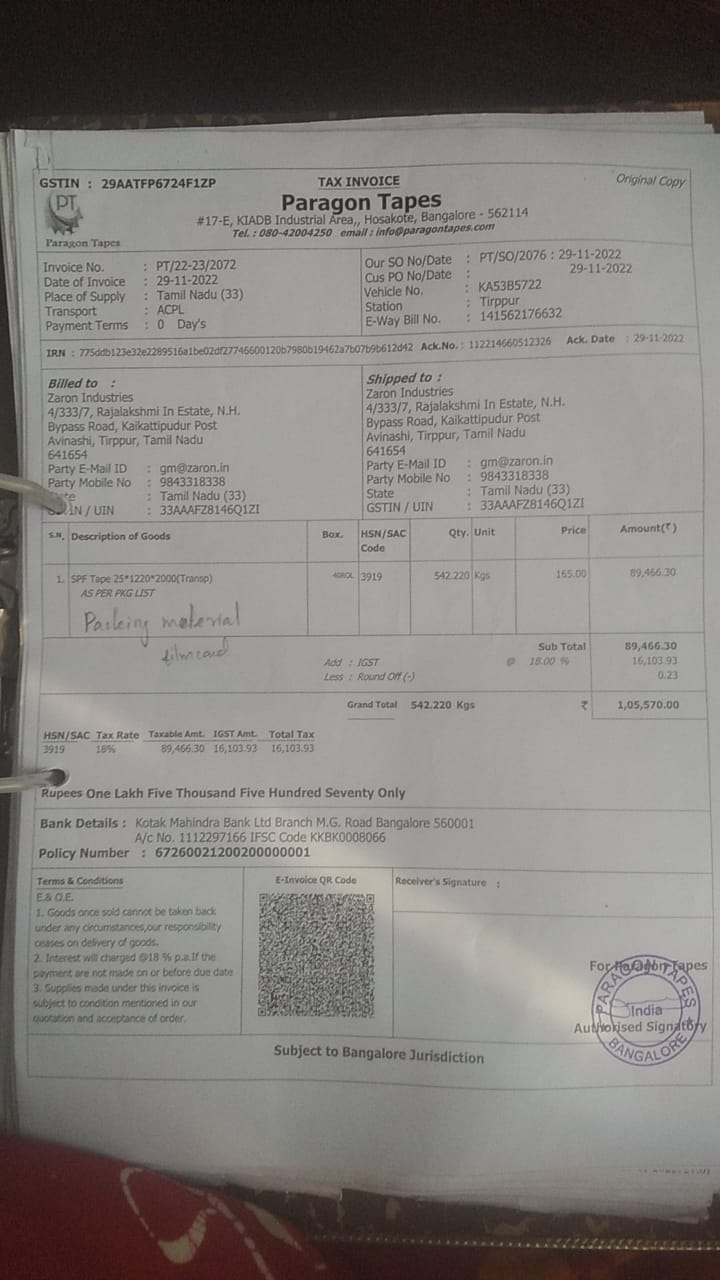 GSTIN : 29AATFP6724F1ZP
TAX INVOICE
Original Copy
PT
Paragon Tapes
Paragon Tapes
#17-E, KIADB Industrial Area,, Hosakote, Bangalore - 562114
Tel. : 080-42004250 email : info@paragontapes.com
Invoice No. : PT/22-23/2072
Date of Invoice : 29-11-2022
Place of Supply : Tamil Nadu (33)
Transport : ACPL
Payment Terms : 0 Day's
Our SO No/Date : PT/SO/2076 : 29-11-2022
Cus PO No/Date : 29-11-2022
Vehicle No. : KA53B5722
Station : Tirppur
E-Way Bill No. : 141562176632
IRN : 775ddb123e32e2289516a1be02df27746600120b7980b19462a7b07b9b612d42 Ack.No. : 112214660512326 Ack. Date : 29-11-2022
Billed to :
Zaron Industries
4/333/7, Rajalakshmi In Estate, N.H.
Bypass Road, Kaikattipudur Post
Avinashi, Tirppur, Tamil Nadu
641654
Party E-Mail ID : gm@zaron.in
Party Mobile No : 9843318338
: Tamil Nadu (33)
/ UIN : 33AAAFZ8146Q1ZI
Shipped to :
Zaron Industries
4/333/7, Rajalakshmi In Estate, N.H.
Bypass Road, Kaikattipudur Post
Avinashi, Tirppur, Tamil Nadu
641654
Party E-Mail ID : gm@zaron.in
Party Mobile No : 9843318338
State : Tamil Nadu (33)
GSTIN / UIN : 33AAAFZ8146Q1ZI
S.N. Description of Goods Box. HSN/SAC Code Qty. Unit Price Amount(₹)
1. SPF Tape 25*1220*2000(Transp) 3919 542.220 Kgs 165.00 89,466.30
AS PER PKG LIST
Packing material
Sub Total 89,466.30
Add : IGST @ 18.00 % 16,103.93
Less : Round Off (-) 0.23
Grand Total 542.220 Kgs ₹ 1,05,570.00
HSN/SAC Tax Rate Taxable Amt. IGST Amt. Total Tax
3919 18% 89,466.30 16,103.93 16,103.93
Rupees One Lakh Five Thousand Five Hundred Seventy Only
Bank Details : Kotak Mahindra Bank Ltd Branch M.G. Road Bangalore 560001
A/c No. 1112297166 IFSC Code KKBK0008066
Policy Number : 67260021200200000001
Terms & Conditions
E.& O.E.
1. Goods once sold cannot be taken back
under any circumstances,our responsibility
ceases on delivery of goods.
2. Interest will charged @18 % p.a.If the
payment are not made on or before due date
3. Supplies made under this invoice is
subject to condition mentioned in our
quotation and acceptance of order.
E-Invoice QR Code
Receiver's Signature :
For Paragon Tapes
PARAGON TAPES
India
BANGALORE
Authorised Signatory
Subject to Bangalore Jurisdiction